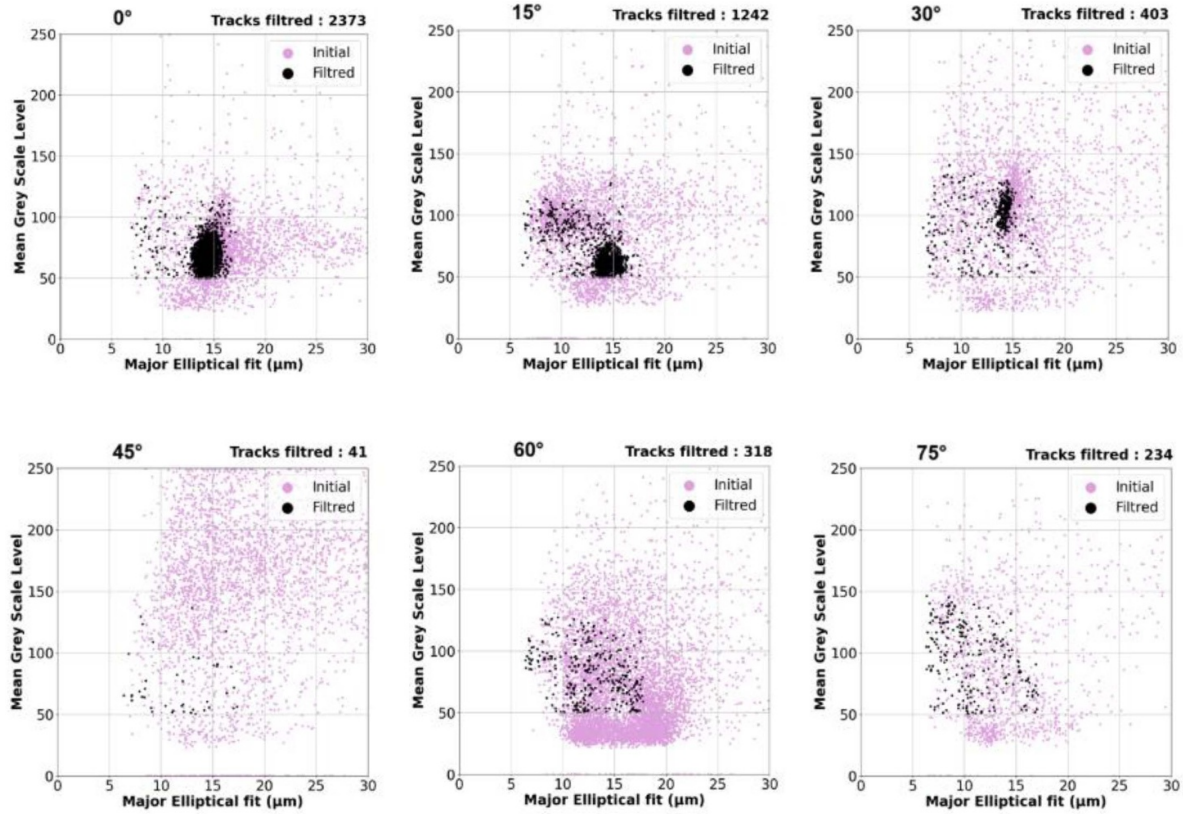 0° Tracks filtred : 2373
250
200
150
100
50
0
Mean Grey Scale Level
Initial
Filtred
0 5 10 15 20 25 30
Major Elliptical fit (µm)
15° Tracks filtred : 1242
250
200
150
100
50
0
Mean Grey Scale Level
Initial
Filtred
0 5 10 15 20 25 30
Major Elliptical fit (µm)
30° Tracks filtred : 403
250
200
150
100
50
0
Mean Grey Scale Level
Initial
Filtred
0 5 10 15 20 25 30
Major Elliptical fit (µm)
45° Tracks filtred : 41
250
200
150
100
50
0
Mean Grey Scale Level
Initial
Filtred
0 5 10 15 20 25 30
Major Elliptical fit (µm)
60° Tracks filtred : 318
250
200
150
100
50
0
Mean Grey Scale Level
Initial
Filtred
0 5 10 15 20 25 30
Major Elliptical fit (µm)
75° Tracks filtred : 234
250
200
150
100
50
0
Mean Grey Scale Level
Initial
Filtred
0 5 10 15 20 25 30
Major Elliptical fit (µm)